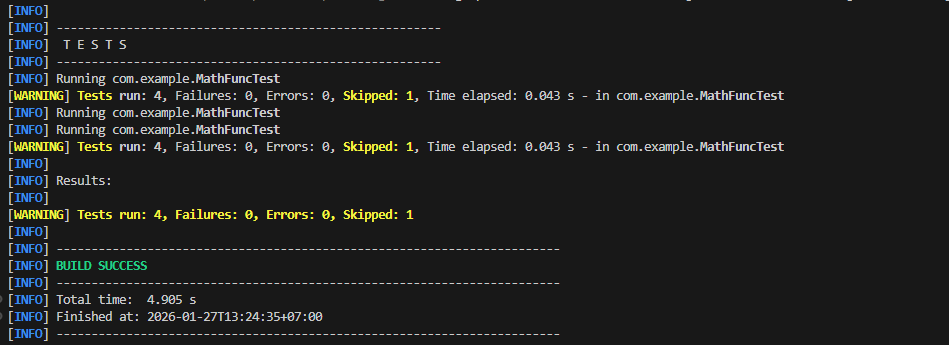 [INFO]
[INFO] -------------------------------------------------------
[INFO]  T E S T S
[INFO] -------------------------------------------------------
[INFO] Running com.example.MathFuncTest
[WARNING] Tests run: 4, Failures: 0, Errors: 0, Skipped: 1, Time elapsed: 0.043 s - in com.example.MathFuncTest
[INFO] Running com.example.MathFuncTest
[INFO] Running com.example.MathFuncTest
[WARNING] Tests run: 4, Failures: 0, Errors: 0, Skipped: 1, Time elapsed: 0.043 s - in com.example.MathFuncTest
[INFO]
[INFO] Results:
[INFO]
[WARNING] Tests run: 4, Failures: 0, Errors: 0, Skipped: 1
[INFO]
[INFO] ------------------------------------------------------------------------
[INFO] BUILD SUCCESS
[INFO] ------------------------------------------------------------------------
[INFO] Total time:  4.905 s
[INFO] Finished at: 2026-01-27T13:24:35+07:00
[INFO] ------------------------------------------------------------------------